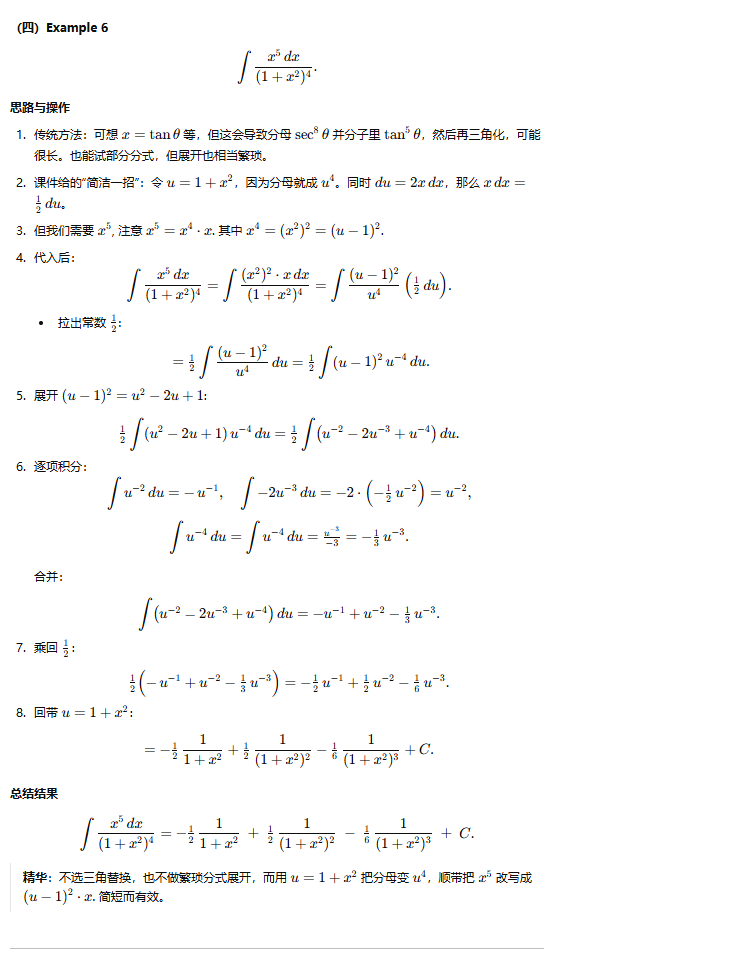 （四）Example 6
∫ x⁵ dx / (1 + x²)⁴.
思路与操作
1. 传统方法：可想 x = tan θ 等，但这会导致分母 sec⁸ θ 并分子里 tan⁵ θ，然后再三角化，可能
很长。也能试部分分式，但展开也相当繁琐。
2. 课件给的“简洁一招”：令 u = 1 + x²，因为分母就成 u⁴。同时 du = 2x dx，那么 x dx =
½ du。
3. 但我们需要 x⁵, 注意 x⁵ = x⁴ · x. 其中 x⁴ = (x²)² = (u − 1)².
4. 代入后：
∫ x⁵ dx / (1 + x²)⁴ = ∫ (x²)² · x dx / (1 + x²)⁴ = ∫ (u − 1)² / u⁴ (½ du).
• 拉出常数 ½：
= ½ ∫ (u − 1)² / u⁴ du = ½ ∫ (u − 1)² u⁻⁴ du.
5. 展开 (u − 1)² = u² − 2u + 1：
½ ∫ (u² − 2u + 1) u⁻⁴ du = ½ ∫ (u⁻² − 2u⁻³ + u⁻⁴) du.
6. 逐项积分：
∫ u⁻² du = − u⁻¹, ∫ −2u⁻³ du = −2 · (−½ u⁻²) = u⁻²,
∫ u⁻⁴ du = ∫ u⁻⁴ du = u⁻³ / −3 = −⅓ u⁻³.
合并：
∫ (u⁻² − 2u⁻³ + u⁻⁴) du = −u⁻¹ + u⁻² − ⅓ u⁻³.
7. 乘回 ½：
½ (− u⁻¹ + u⁻² − ⅓ u⁻³) = −½ u⁻¹ + ½ u⁻² − ⅙ u⁻³.
8. 回带 u = 1 + x²：
= −½ 1 / (1 + x²) + ½ 1 / (1 + x²)² − ⅙ 1 / (1 + x²)³ + C.
总结结果
∫ x⁵ dx / (1 + x²)⁴ = −½ 1 / (1 + x²) + ½ 1 / (1 + x²)² − ⅙ 1 / (1 + x²)³ + C.
精华：不选三角替换，也不做繁琐分式展开，而用 u = 1 + x² 把分母变 u⁴，顺带把 x⁵ 改写成
(u − 1)² · x. 简短而有效。